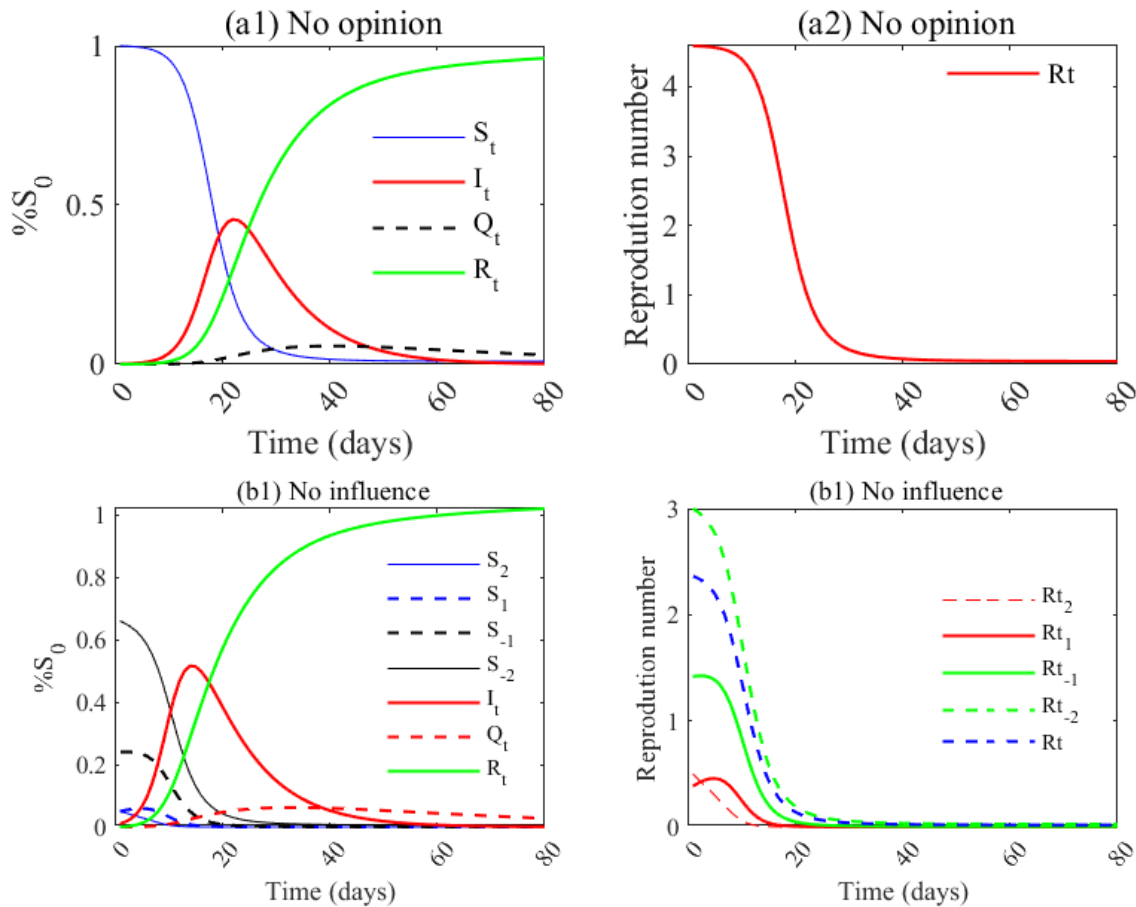 (a1) No opinion
1
0.5
0
%S0
St
It
Qt
Rt
0
20
40
60
80
Time (days)
(a2) No opinion
4
3
2
1
0
Reprodution number
Rt
0
20
40
60
80
Time (days)
(b1) No influence
1
0.8
0.6
0.4
0.2
0
%S0
S2
S1
S-1
S-2
It
Qt
Rt
0
20
40
60
80
Time (days)
(b1) No influence
3
2
1
0
Reprodution number
Rt2
Rt1
Rt-1
Rt-2
Rt
0
20
40
60
80
Time (days)